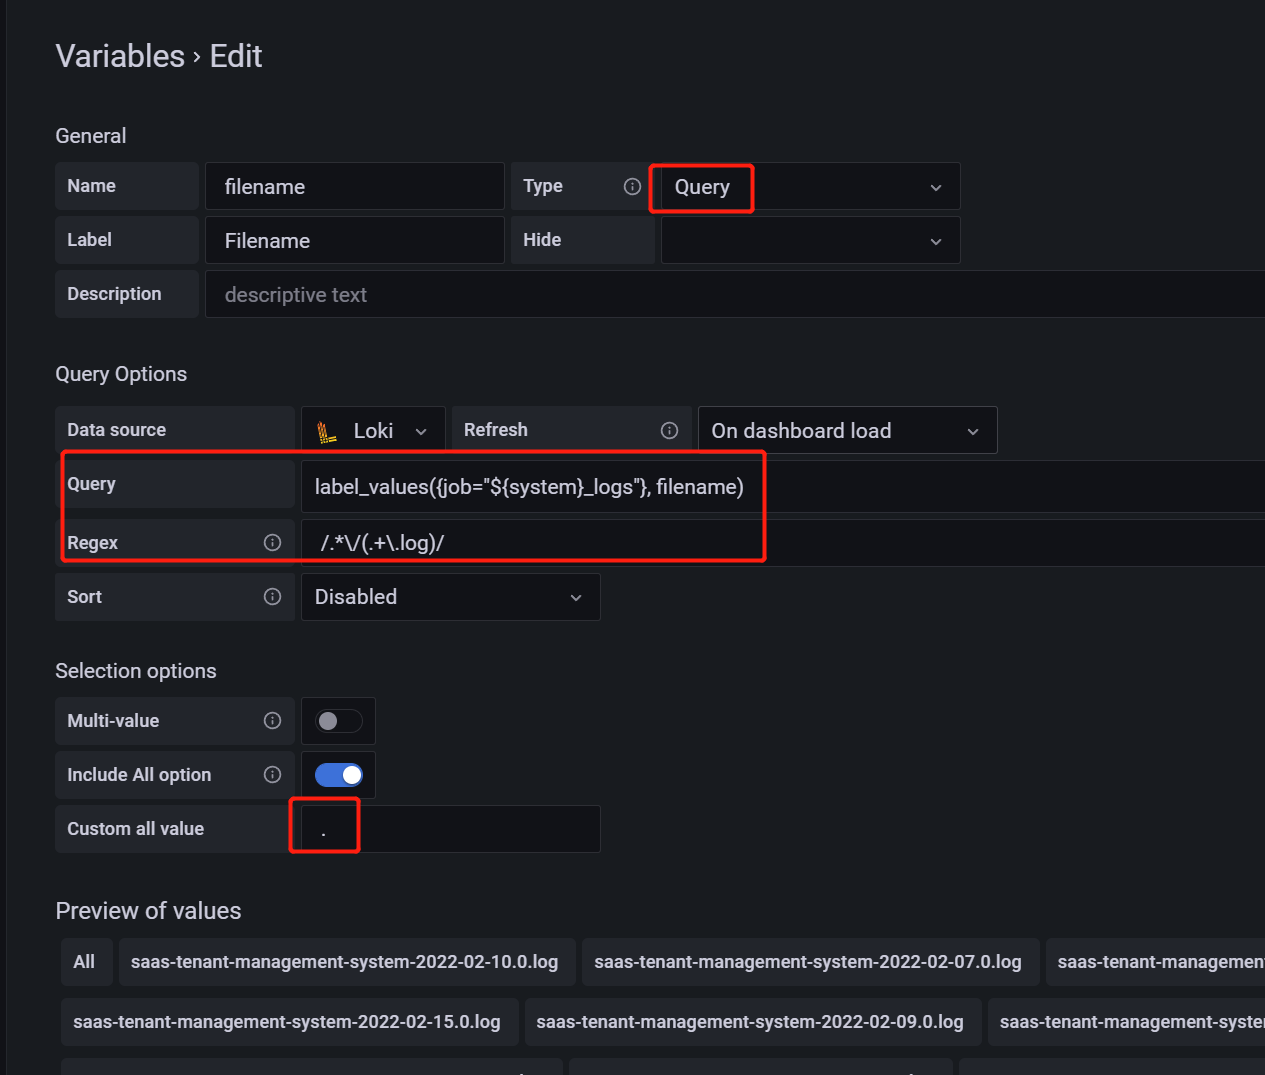 Variables › Edit
General
Name filename Type Query
Label Filename Hide
Description descriptive text
Query Options
Data source Loki Refresh On dashboard load
Query label_values({job="${system}_logs"}, filename)
Regex /.*\/(.+\.log)/
Sort Disabled
Selection options
Multi-value
Include All option
Custom all value .
Preview of values
All saas-tenant-management-system-2022-02-10.0.log saas-tenant-management-system-2022-02-07.0.log saas-tenant-management
saas-tenant-management-system-2022-02-15.0.log saas-tenant-management-system-2022-02-09.0.log saas-tenant-management-syste